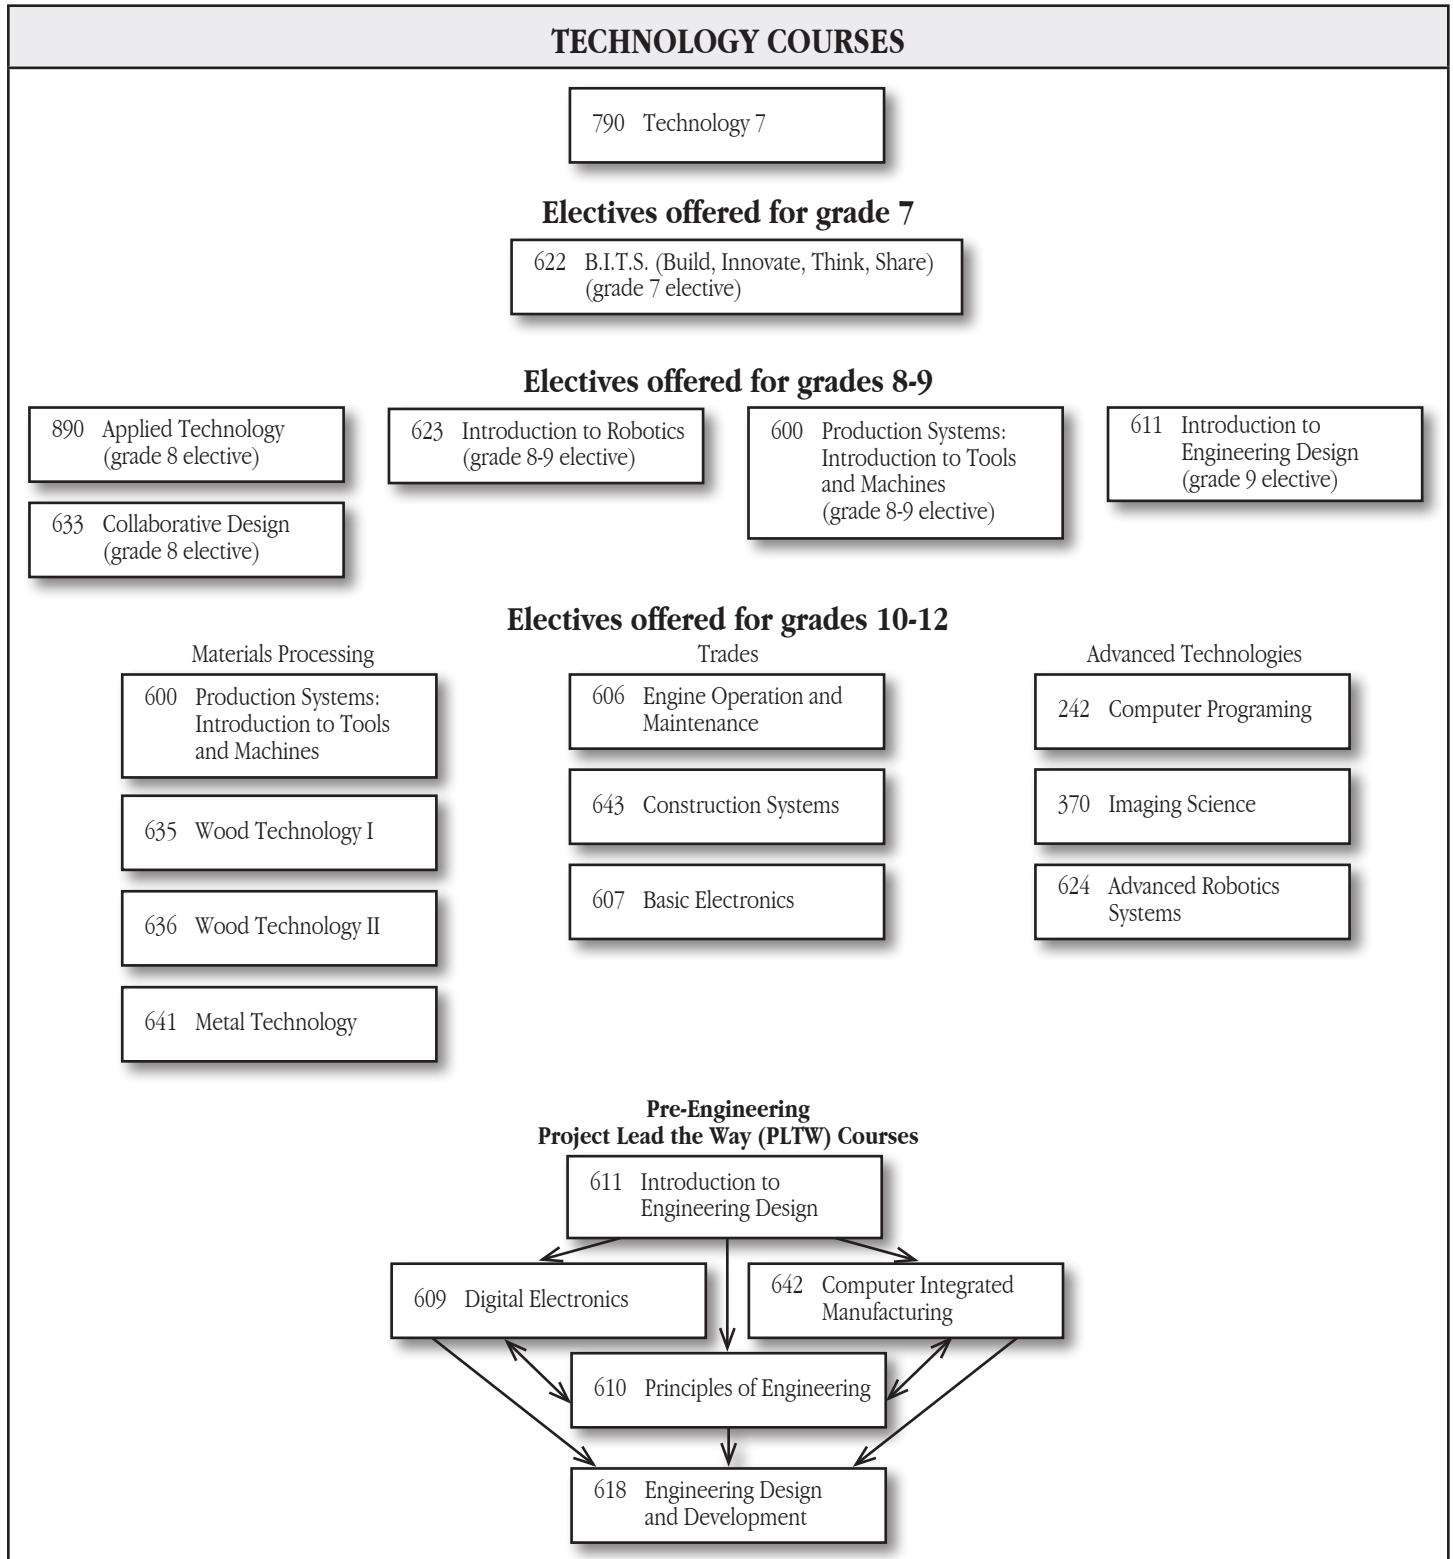 TECHNOLOGY COURSES
790 Technology 7
Electives offered for grade 7
622 B.I.T.S. (Build, Innovate, Think, Share)
(grade 7 elective)
Electives offered for grades 8-9
890 Applied Technology
(grade 8 elective)
633 Collaborative Design
(grade 8 elective)
623 Introduction to Robotics
(grade 8-9 elective)
600 Production Systems:
Introduction to Tools
and Machines
(grade 8-9 elective)
611 Introduction to
Engineering Design
(grade 9 elective)
Electives offered for grades 10-12
Materials Processing
600 Production Systems:
Introduction to Tools
and Machines
635 Wood Technology I
636 Wood Technology II
641 Metal Technology
Trades
606 Engine Operation and
Maintenance
643 Construction Systems
607 Basic Electronics
Advanced Technologies
242 Computer Programing
370 Imaging Science
624 Advanced Robotics
Systems
Pre-Engineering
Project Lead the Way (PLTW) Courses
611 Introduction to
Engineering Design
609 Digital Electronics
642 Computer Integrated
Manufacturing
610 Principles of Engineering
618 Engineering Design
and Development